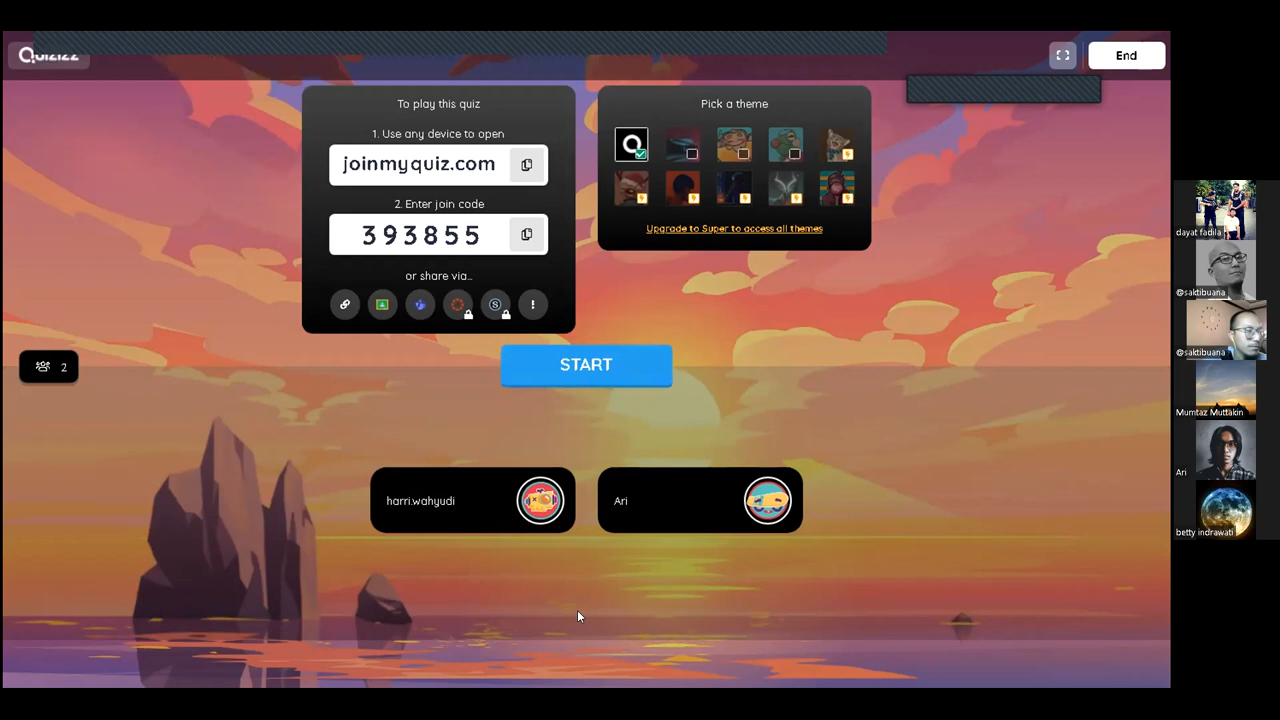 Quizizz
End
To play this quiz
1. Use any device to open
joinmyquiz.com
2. Enter join code
393855
or share via...
Pick a theme
Upgrade to Super to access all themes
2
START
harri.wahyudi
Ari
dayat fadila
@saktibuana
@saktibuana
Mumtaz Muttakin
Ari
betty indrawati